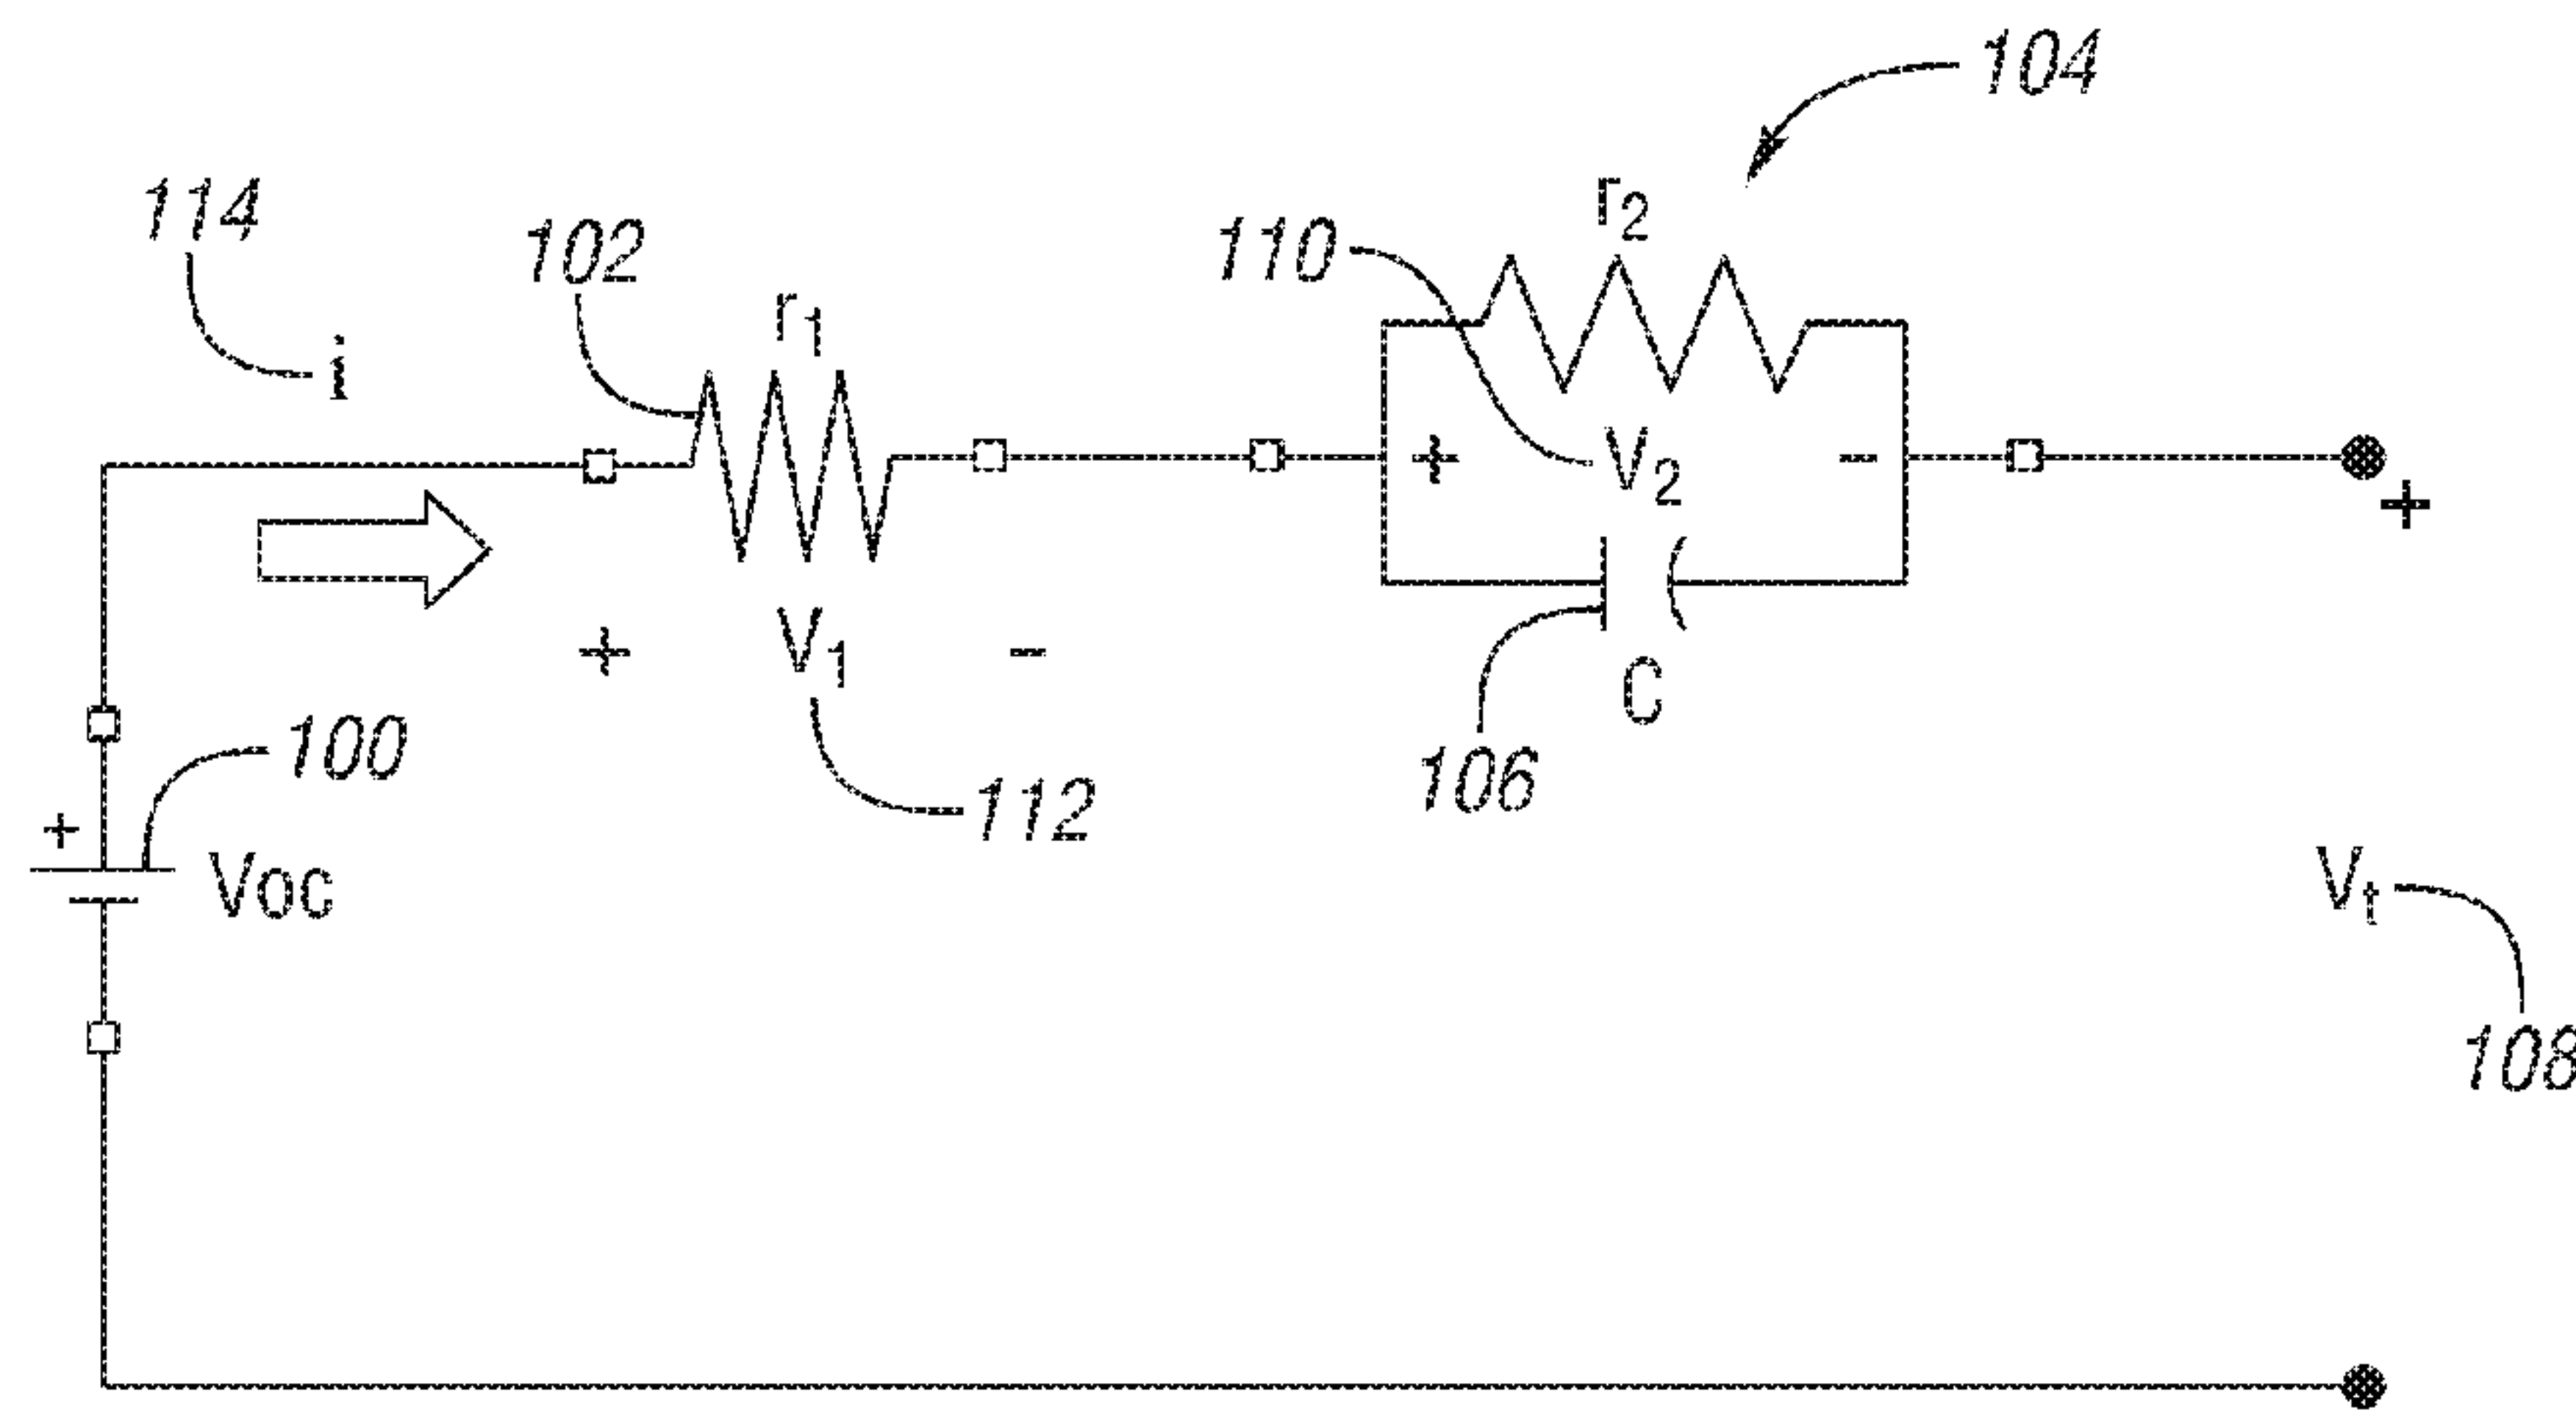 104
114
102
r1
110
r2
i
+ V2 -
+
+ V1 -
C
100
112
106
+
Voc
Vt
108